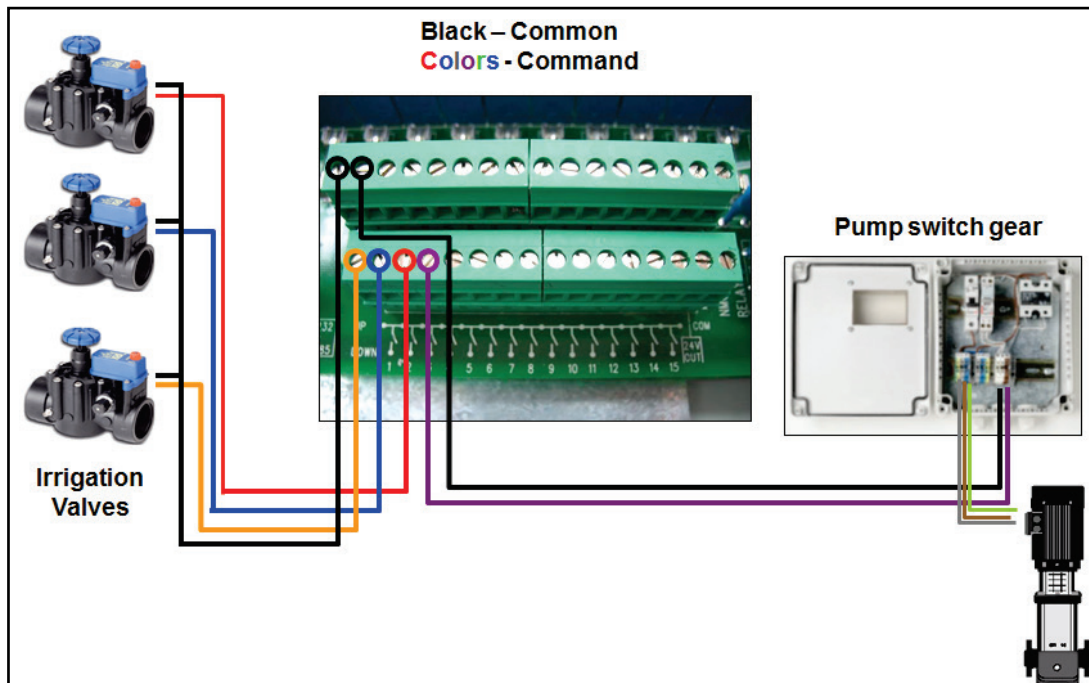 Black – Common
Colors - Command
Pump switch gear
Irrigation
Valves
UP
COM
DOWN
24V
OUT
1 2 5 6 7 8 9 10 11 12 13 14 15
RELAY